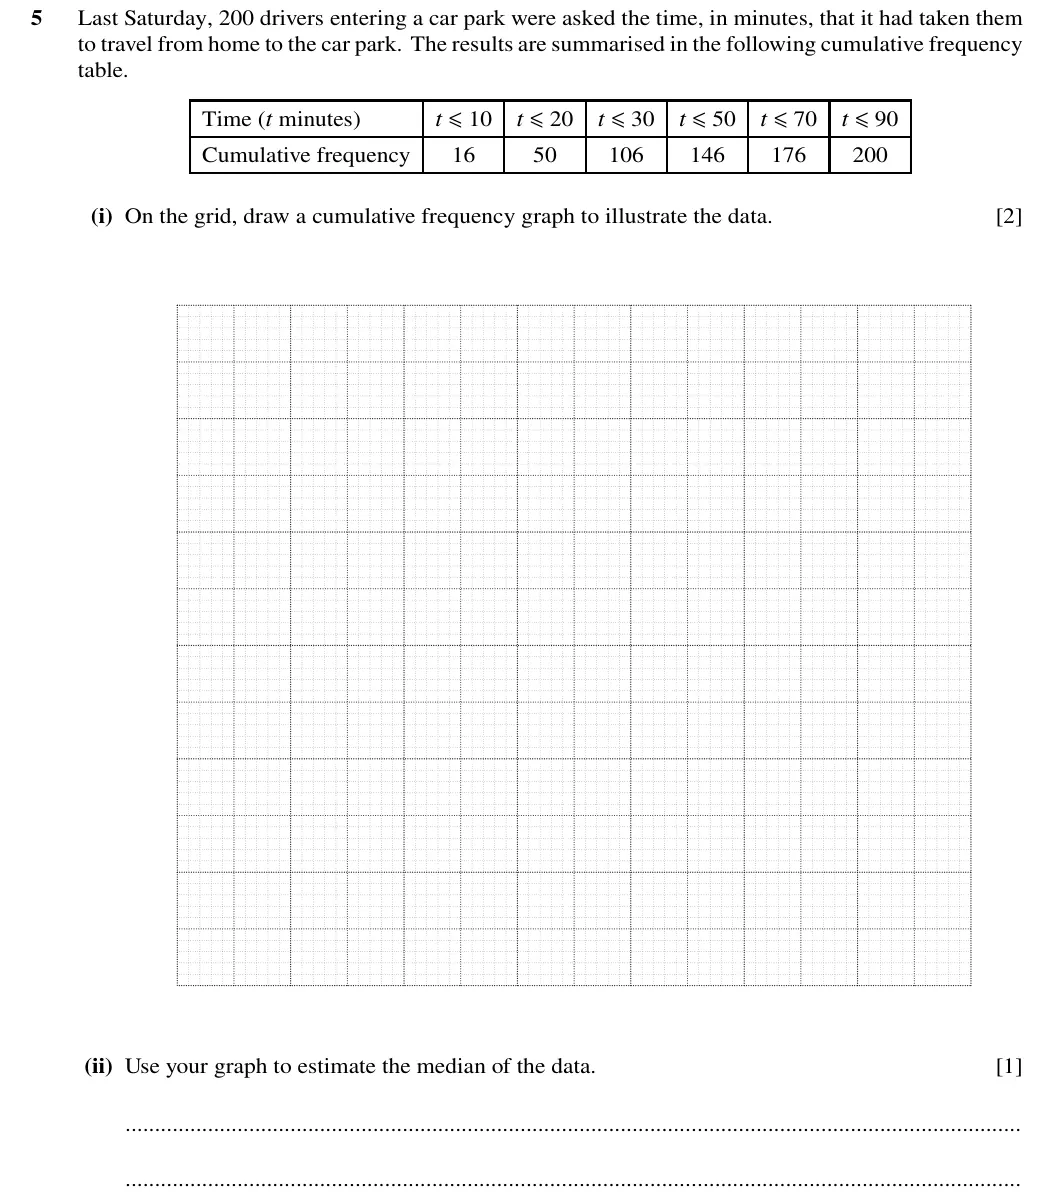 5 Last Saturday, 200 drivers entering a car park were asked the time, in minutes, that it had taken them
to travel from home to the car park. The results are summarised in the following cumulative frequency
table.
Time (t minutes) t ⩽ 10 t ⩽ 20 t ⩽ 30 t ⩽ 50 t ⩽ 70 t ⩽ 90
Cumulative frequency 16 50 106 146 176 200
(i) On the grid, draw a cumulative frequency graph to illustrate the data. [2]
(ii) Use your graph to estimate the median of the data. [1]